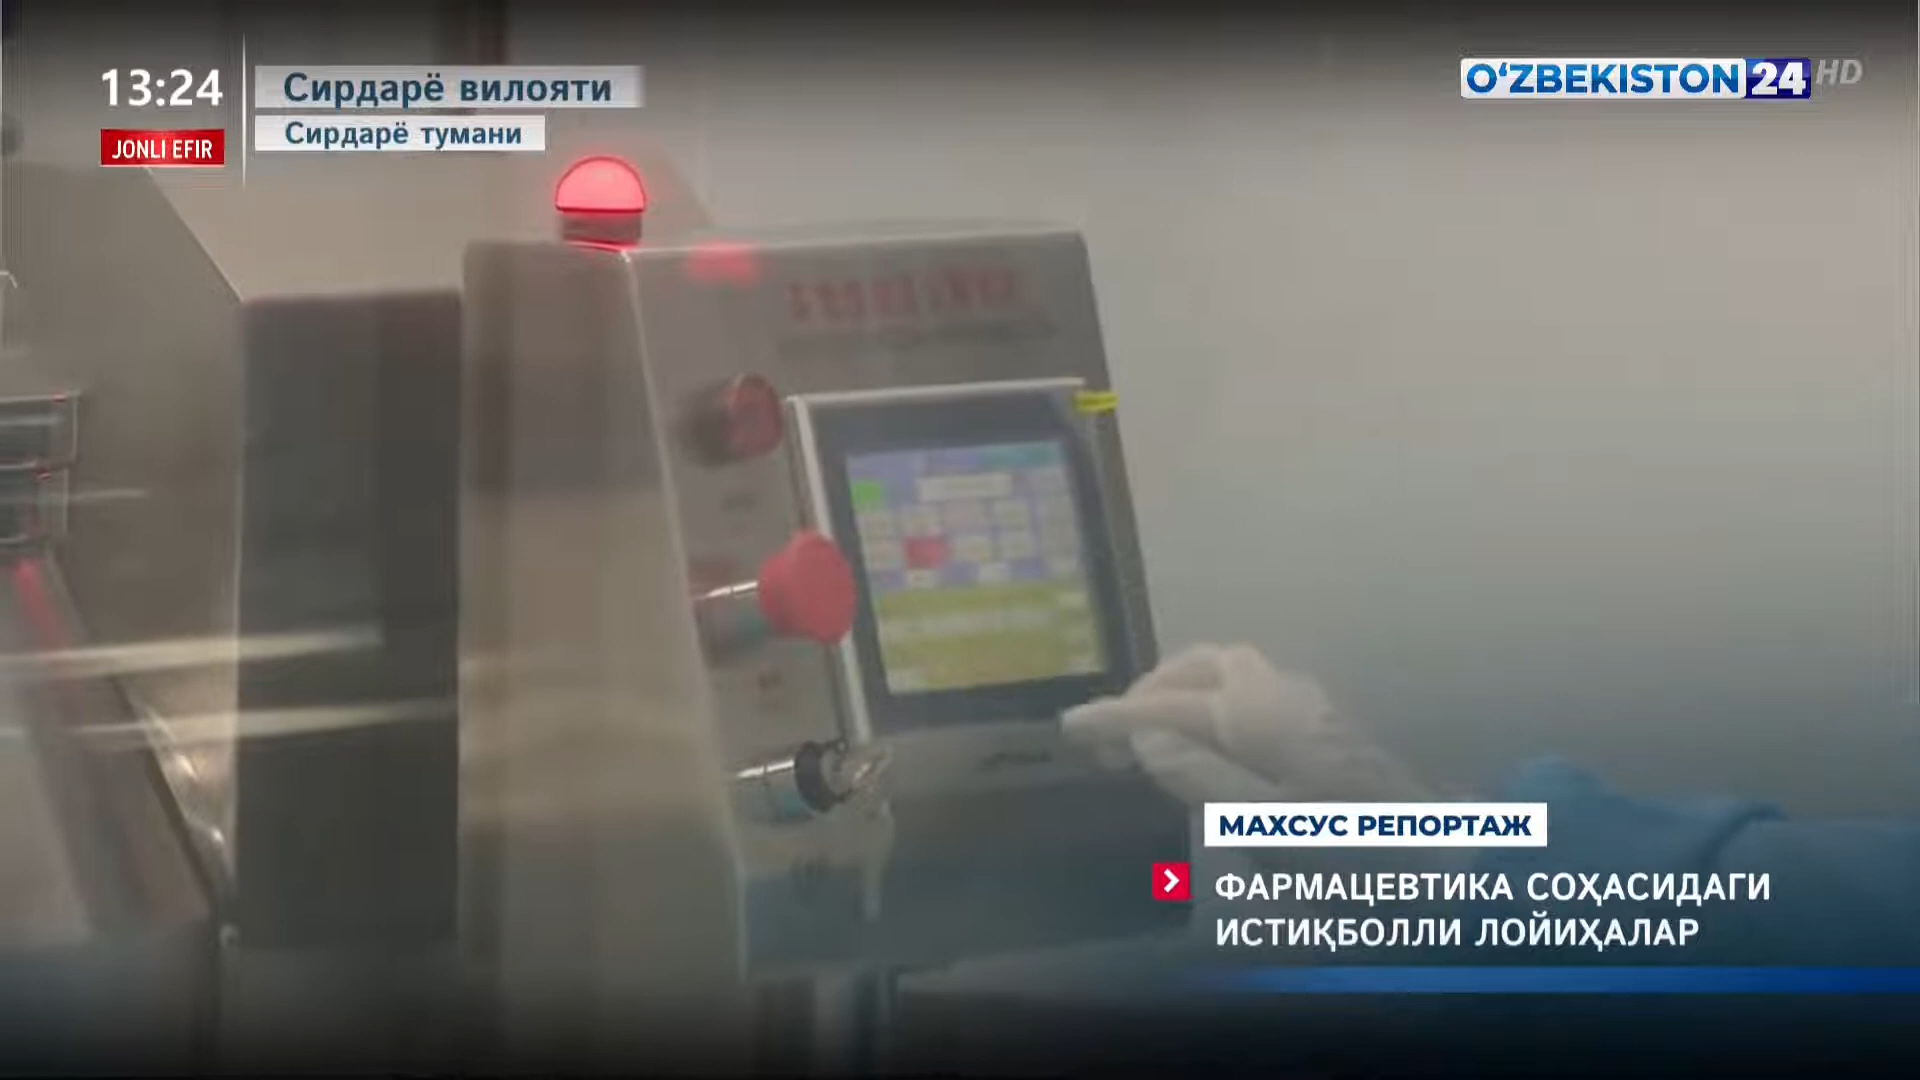 13:24
JONLI EFIR
Сирдарё вилояти
Сирдарё тумани
O‘ZBEKISTON 24 HD
МАХСУС РЕПОРТАЖ
ФАРМАЦЕВТИКА СОҲАСИДАГИ
ИСТИҚБОЛЛИ ЛОЙИҲАЛАР